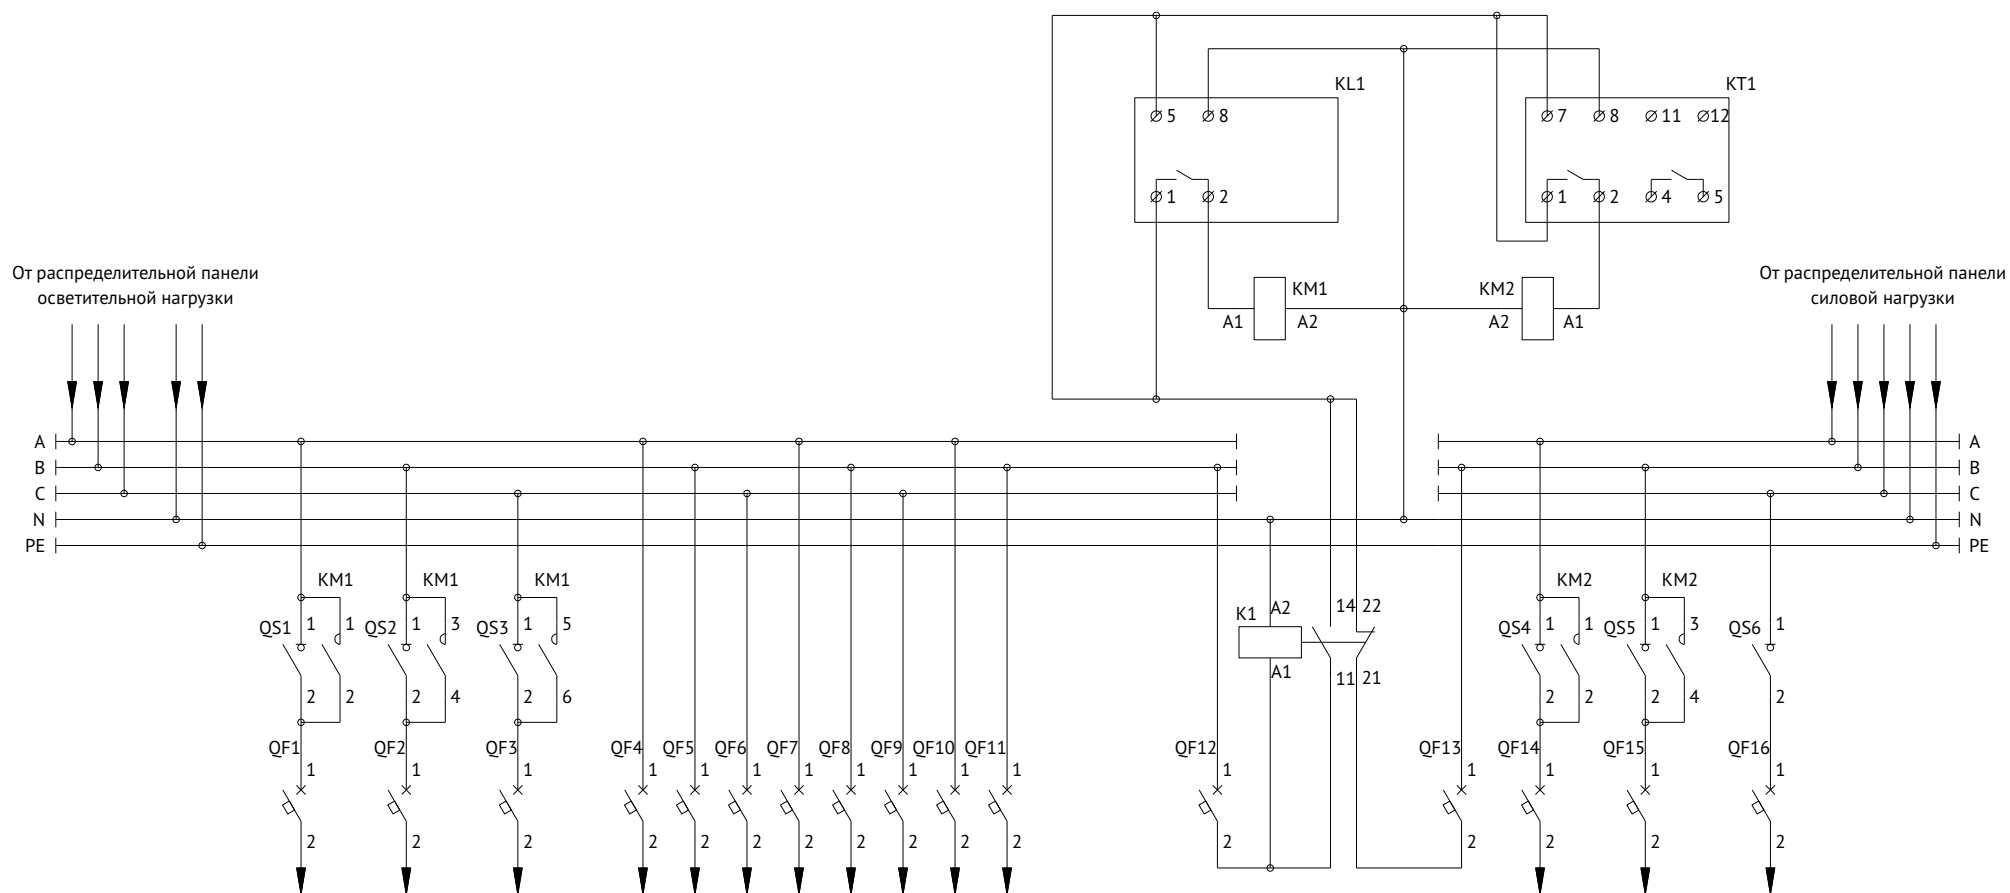 KL1
KT1
5 8
7 8 11 12
1 2
1 2 4 5
От распределительной панели
осветительной нагрузки
От распределительной панели
силовой нагрузки
KM1
KM2
A1 A2
A2 A1
A
B
C
N
PE
A
B
C
N
PE
KM1 KM1 KM1
KM2 KM2
QS1 1 1
QS2 1 3
QS3 1 5
K1 A2 14 22
QS4 1 1
QS5 1 3
QS6 1
2 2
2 4
2 6
A1 11 21
2 2
2 4
2
QF1 QF2 QF3 QF4 QF5 QF6 QF7 QF8 QF9 QF10 QF11 QF12 QF13 QF14 QF15 QF16
1 1 1 1 1 1 1 1 1 1 1 1 1 1 1 1
2 2 2 2 2 2 2 2 2 2 2 2 2 2 2 2